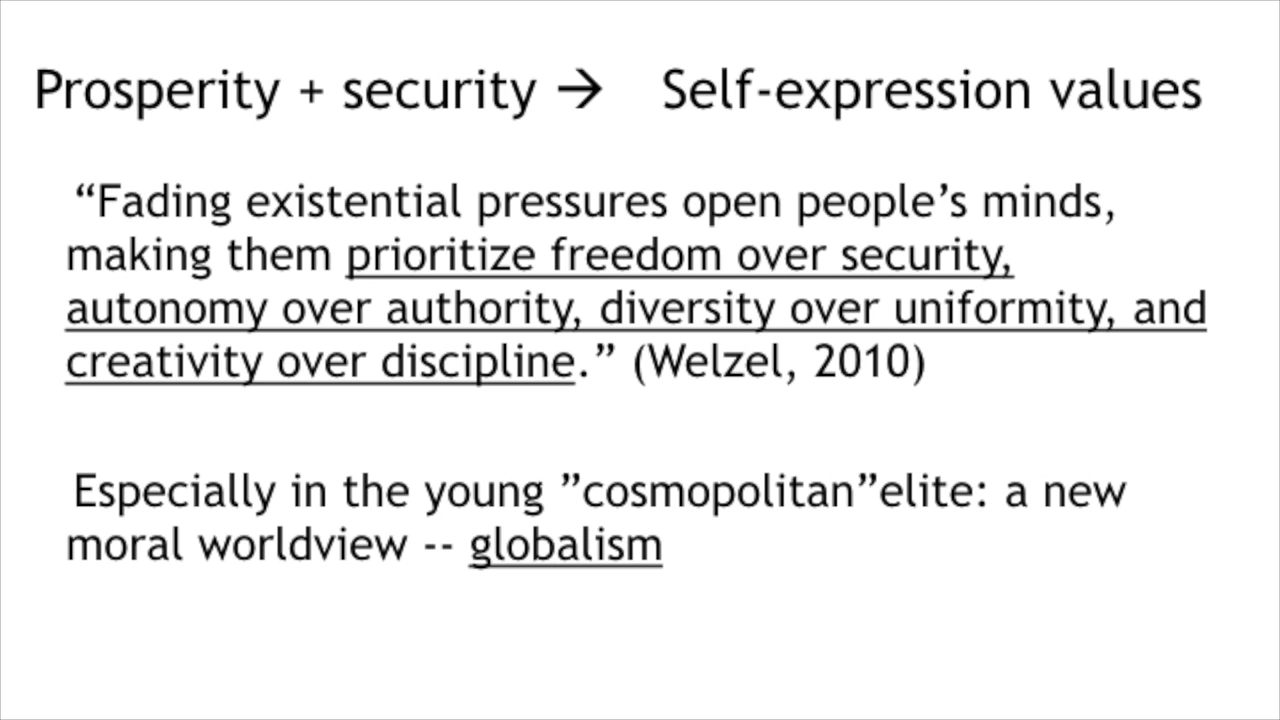 Prosperity + security → Self-expression values
“Fading existential pressures open people’s minds,
making them prioritize freedom over security,
autonomy over authority, diversity over uniformity, and
creativity over discipline.” (Welzel, 2010)
Especially in the young ”cosmopolitan”elite: a new
moral worldview -- globalism